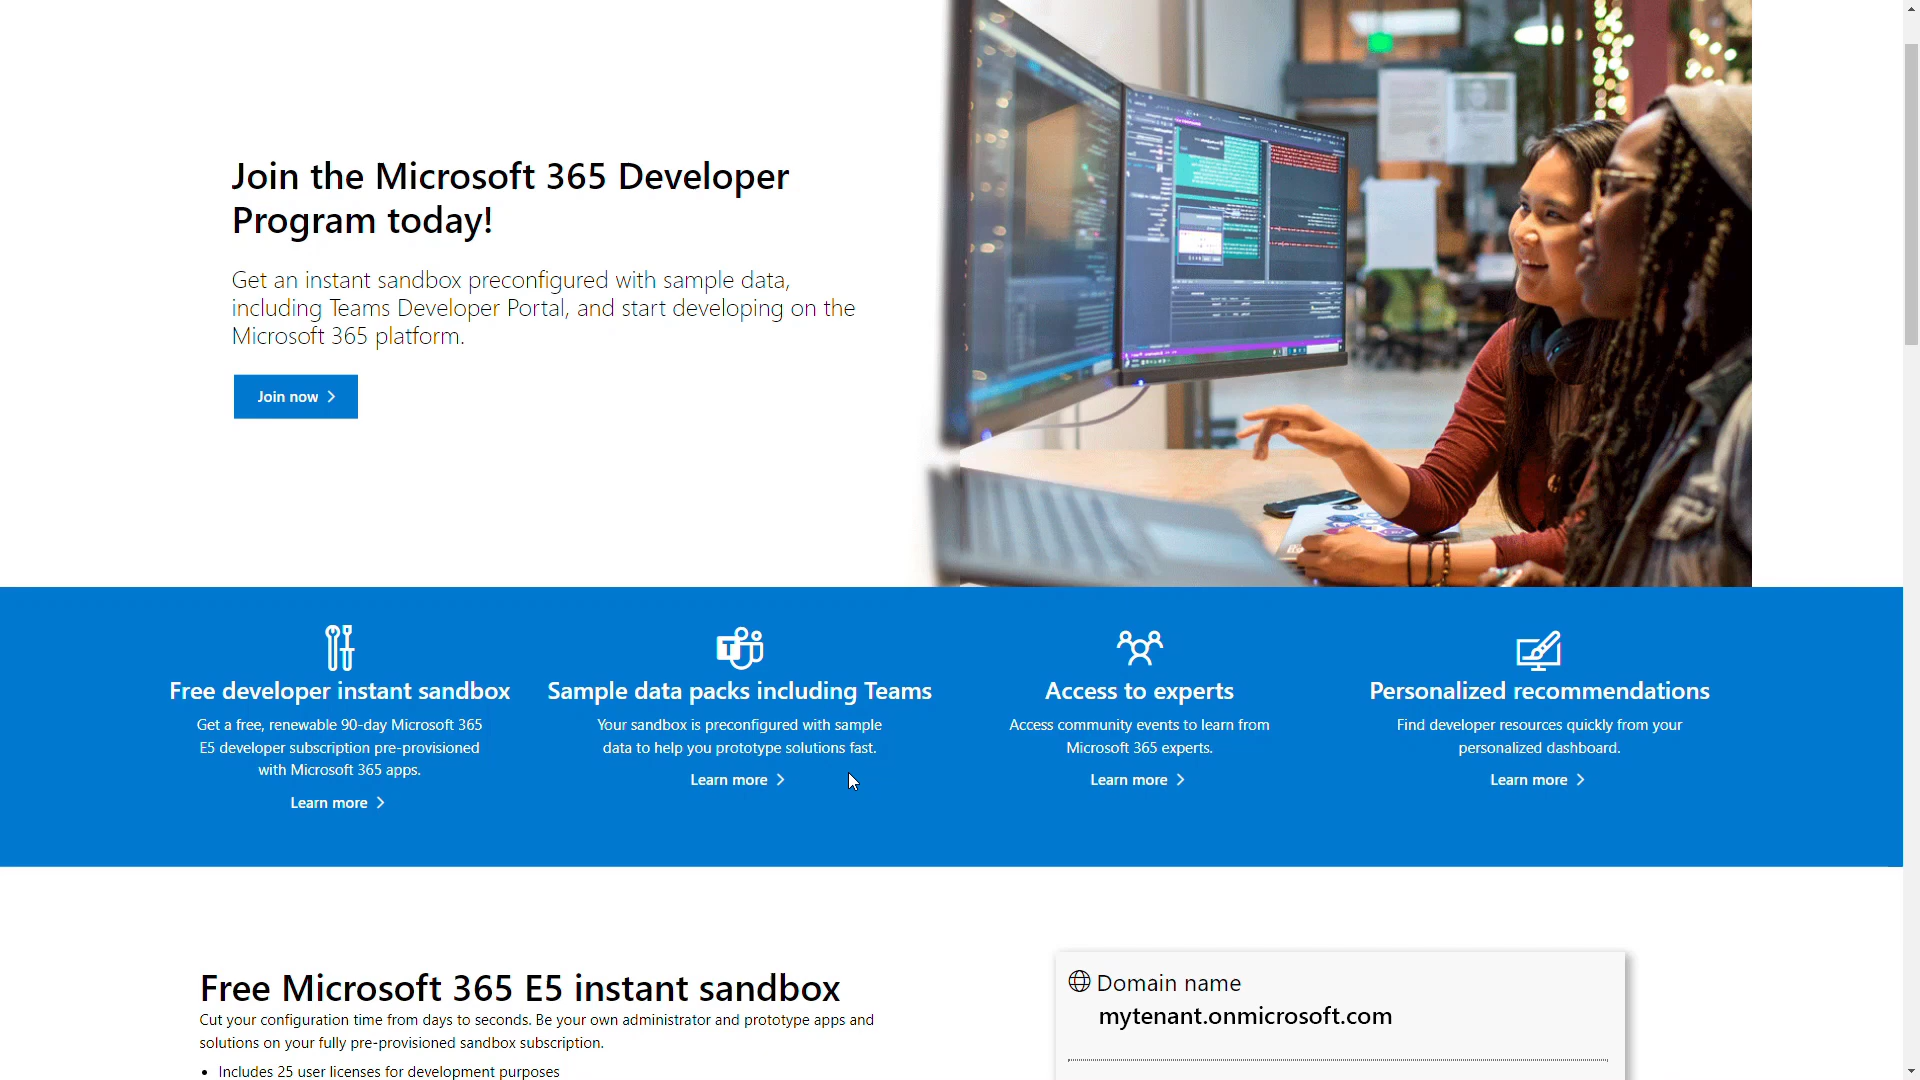 Join the Microsoft 365 Developer
Program today!
Get an instant sandbox preconfigured with sample data,
including Teams Developer Portal, and start developing on the
Microsoft 365 platform.
Join now
Free developer instant sandbox
Get a free, renewable 90-day Microsoft 365
E5 developer subscription pre-provisioned
with Microsoft 365 apps.
Learn more
Sample data packs including Teams
Your sandbox is preconfigured with sample
data to help you prototype solutions fast.
Learn more
Access to experts
Access community events to learn from
Microsoft 365 experts.
Learn more
Personalized recommendations
Find developer resources quickly from your
personalized dashboard.
Learn more
Free Microsoft 365 E5 instant sandbox
Cut your configuration time from days to seconds. Be your own administrator and prototype apps and
solutions on your fully pre-provisioned sandbox subscription.
• Includes 25 user licenses for development purposes
Domain name
mytenant.onmicrosoft.com